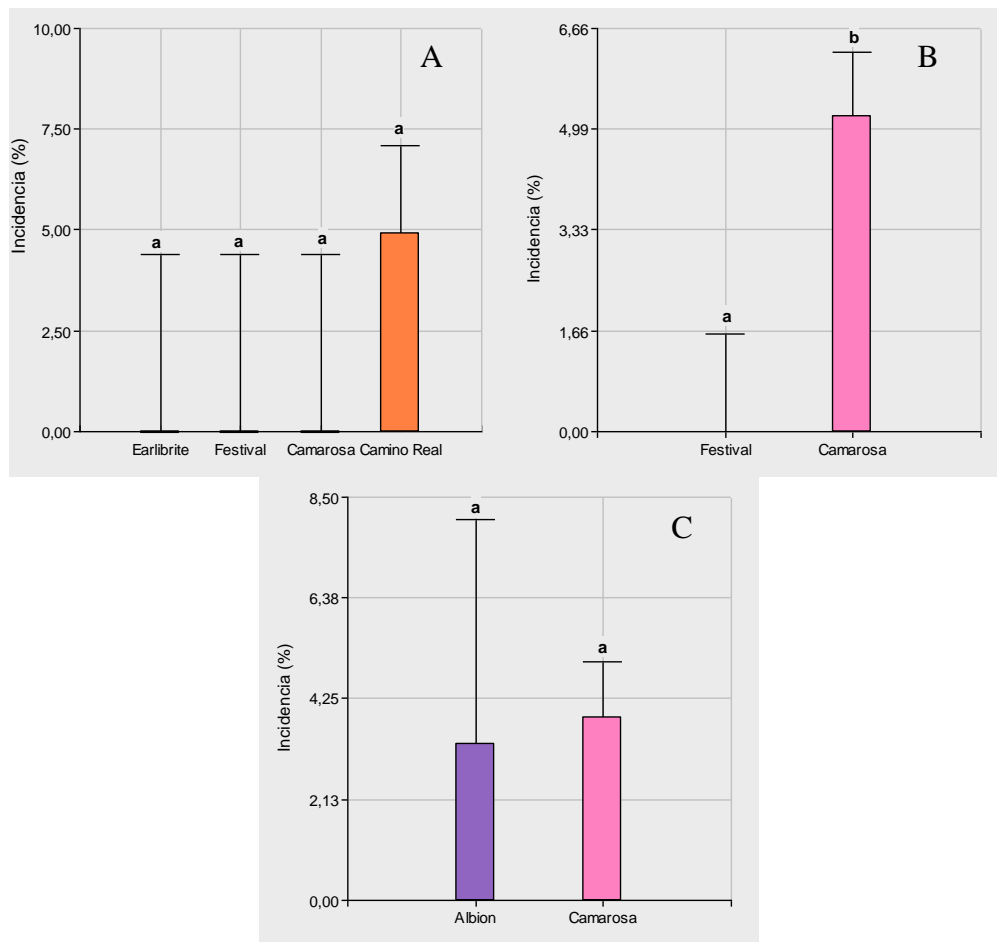 A
Incidencia (%)
10,00
7,50
5,00
2,50
0,00
a
a
a
a
Earlibrite Festival Camarosa Camino Real
B
Incidencia (%)
6,66
4,99
3,33
1,66
0,00
a
b
Festival Camarosa
C
Incidencia (%)
8,50
6,38
4,25
2,13
0,00
a
a
Albion Camarosa